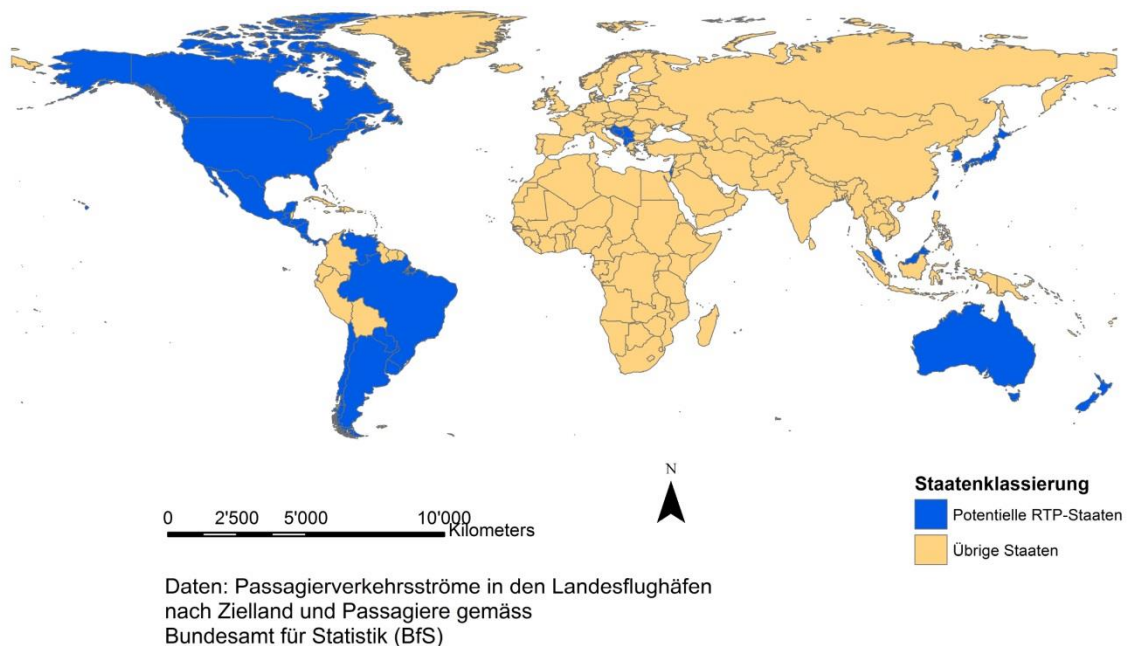 N
Staatenklassierung
Potentielle RTP-Staaten
Übrige Staaten
0 2'500 5'000 10'000
Kilometers
Daten: Passagierverkehrsströme in den Landesflughäfen
nach Zielland und Passagiere gemäss
Bundesamt für Statistik (BfS)